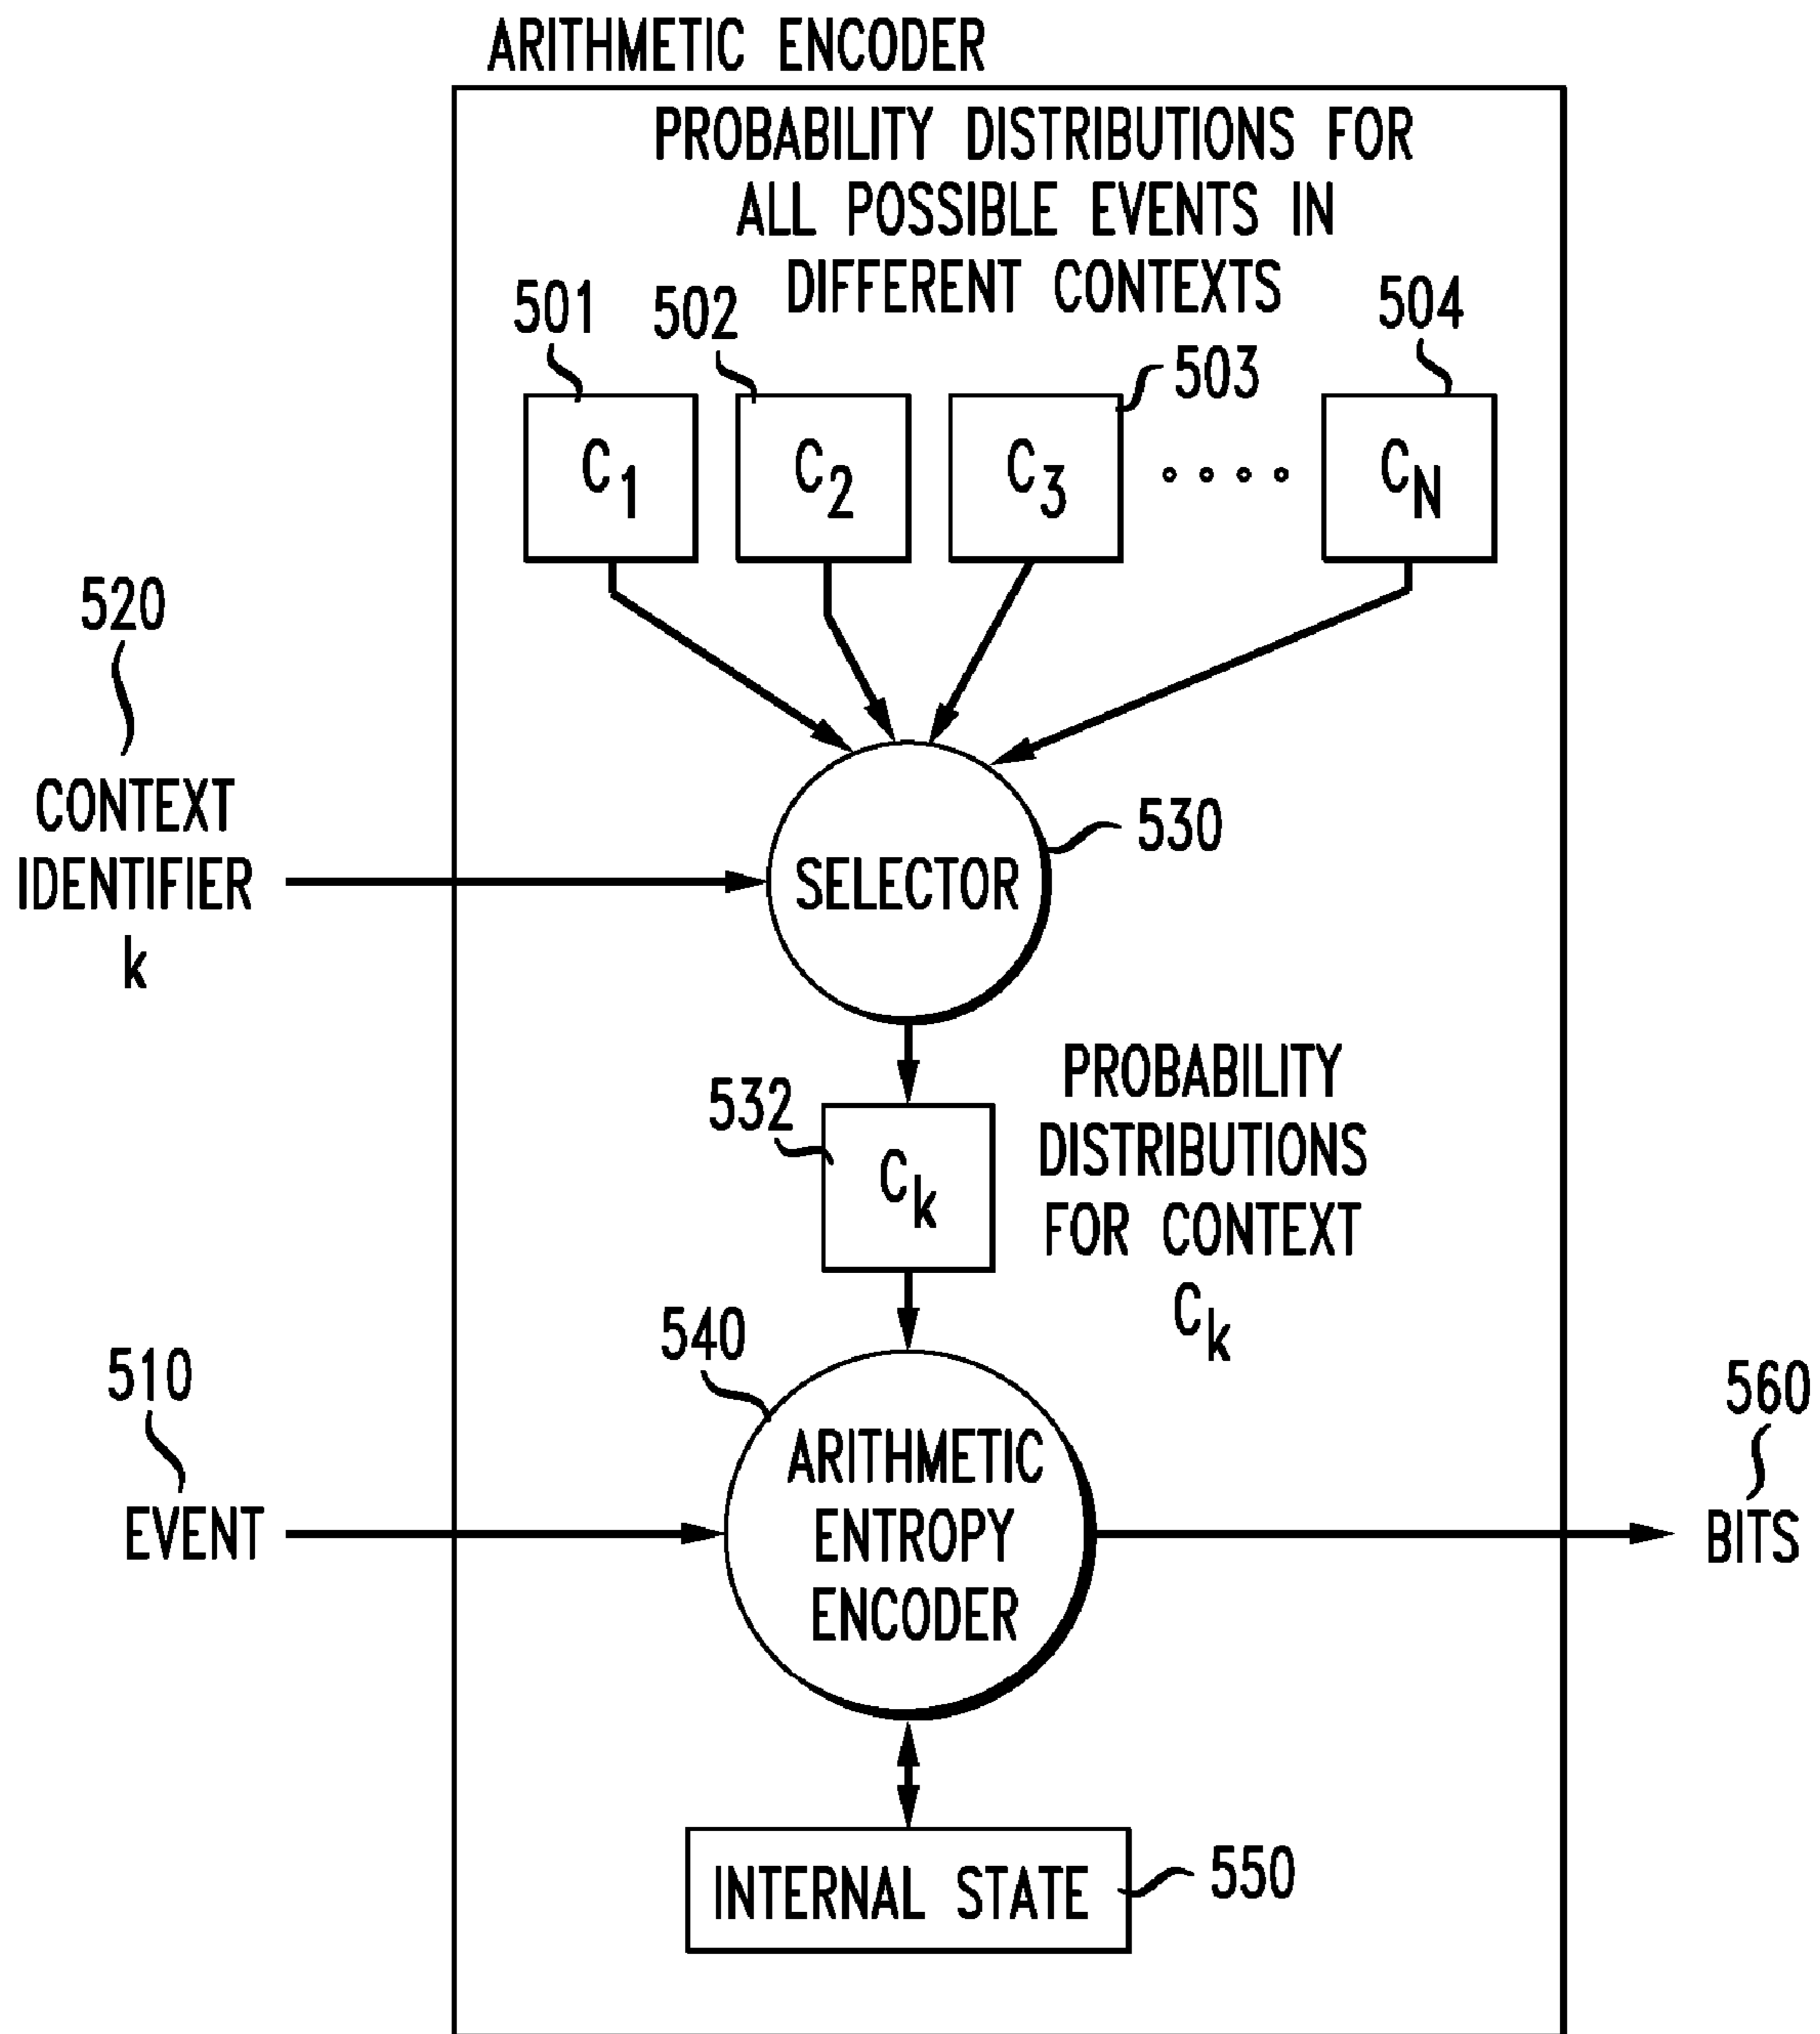 ARITHMETIC ENCODER
PROBABILITY DISTRIBUTIONS FOR
ALL POSSIBLE EVENTS IN
DIFFERENT CONTEXTS
501
502
503
504
C1
C2
C3
CN
520
CONTEXT
IDENTIFIER
k
530
SELECTOR
532
Ck
PROBABILITY
DISTRIBUTIONS
FOR CONTEXT
Ck
540
510
EVENT
ARITHMETIC
ENTROPY
ENCODER
560
BITS
INTERNAL STATE
550